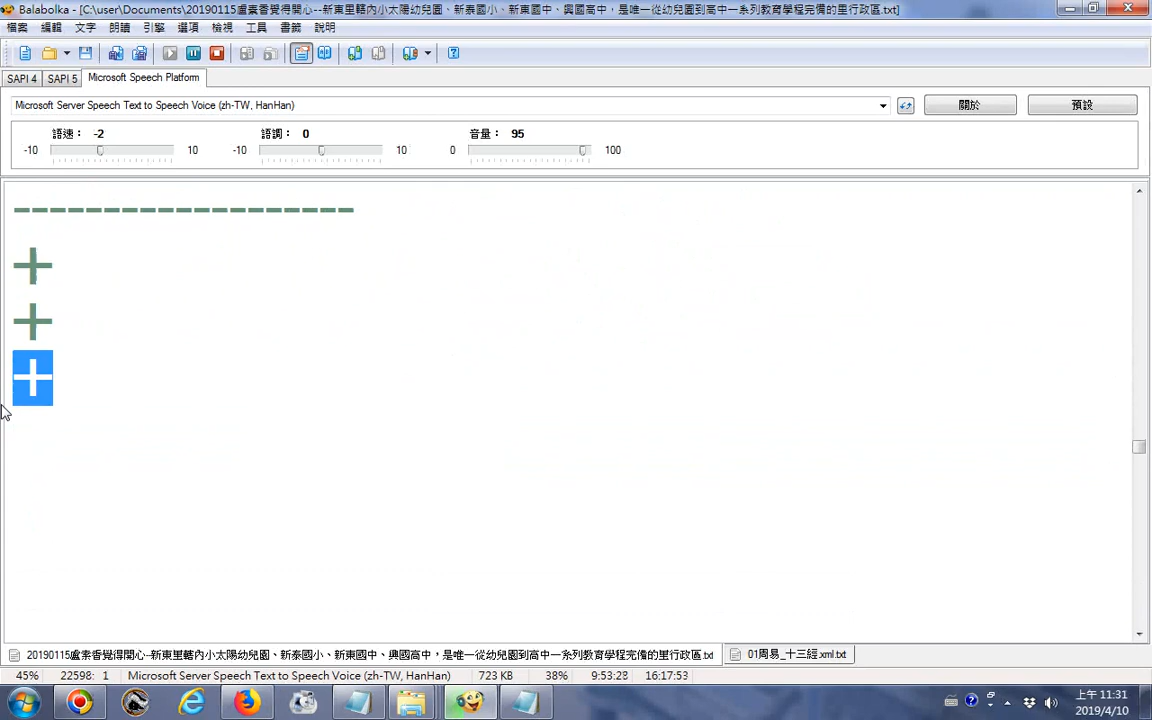 Balabolka - [C:\user\Documents\20190115盧素香覺得開心--新東里轄內小太陽幼兒園、新泰國小、新東國中、興國高中，是唯一從幼兒園到高中一系列教育學程完備的里行政區.txt]
檔案 編輯 文字 朗讀 引擎 選項 檢視 工具 書籤 說明
SAPI 4 SAPI 5 Microsoft Speech Platform
Microsoft Server Speech Text to Speech Voice (zh-TW, HanHan) 關於 預設
語速： -2 語調： 0 音量： 95
-10 10 -10 10 0 100
-------------------
+
+
+
20190115盧素香覺得開心--新東里轄內小太陽幼兒園、新泰國小、新東國中、興國高中，是唯一從幼兒園到高中一系列教育學程完備的里行政區.txt 01周易_十三經.xml.txt
45% 22598: 1 Microsoft Server Speech Text to Speech Voice (zh-TW, HanHan) 723 KB 38% 9:53:28 16:17:53
上午 11:31
2019/4/10